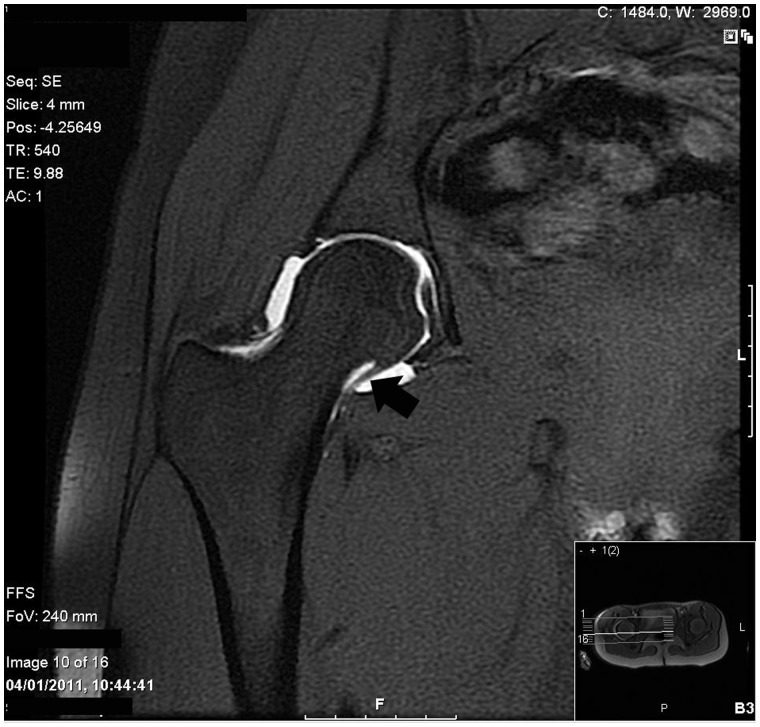 1
C: 1484.0, W: 2969.0
Seq: SE
Slice: 4 mm
Pos: -4.25649
TR: 540
TE: 9.88
AC: 1
L
FFS
FoV: 240 mm
Image 10 of 16
04/01/2011, 10:44:41
F
- + 1(2)
1
16
L
P
B3